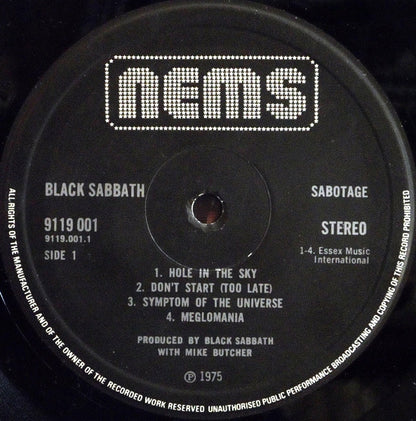 NEMS
BLACK SABBATH
SABOTAGE
9119 001
9119.001.1
SIDE 1
STEREO
1-4. Essex Music
International
1. HOLE IN THE SKY
2. DON'T START (TOO LATE)
3. SYMPTOM OF THE UNIVERSE
4. MEGLOMANIA
PRODUCED BY BLACK SABBATH
WITH MIKE BUTCHER
Ⓟ 1975
ALL RIGHTS OF THE MANUFACTURER AND OF THE OWNER OF THE RECORDED WORK RESERVED UNAUTHORISED PUBLIC PERFORMANCE BROADCASTING AND COPYING OF THIS RECORD PROHIBITED